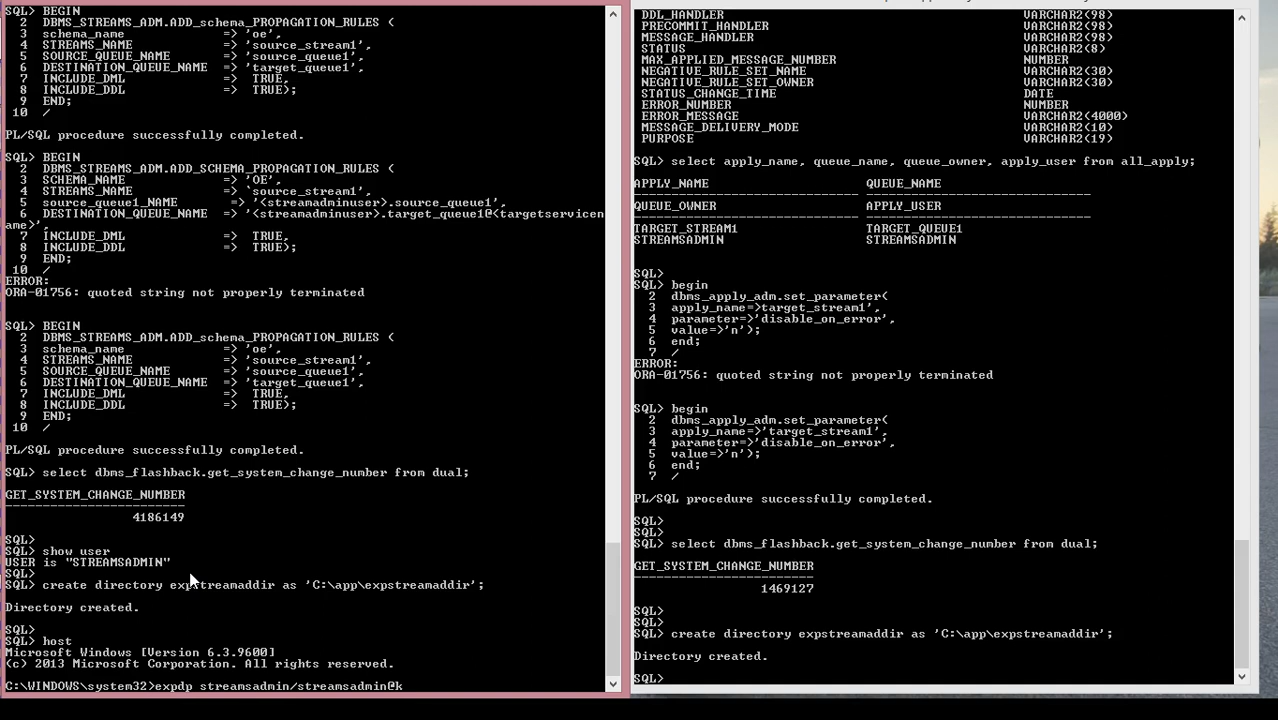 SQL> BEGIN
2 DBMS_STREAMS_ADM.ADD_schema_PROPAGATION_RULES (
3 schema_name => 'oe',
4 STREAMS_NAME => 'source_stream1',
5 SOURCE_QUEUE_NAME => 'source_queue1',
6 DESTINATION_QUEUE_NAME => 'target_queue1',
7 INCLUDE_DML => TRUE,
8 INCLUDE_DDL => TRUE);
9 END;
10 /
PL/SQL procedure successfully completed.
SQL> BEGIN
2 DBMS_STREAMS_ADM.ADD_SCHEMA_PROPAGATION_RULES (
3 SCHEMA_NAME => 'OE',
4 STREAMS_NAME => `source_stream1',
5 source_queue1_NAME => '<streamadminuser>.source_queue1',
6 DESTINATION_QUEUE_NAME => '<streamadminuser>.target_queue1@<targetservicen
ame>',
7 INCLUDE_DML => TRUE,
8 INCLUDE_DDL => TRUE);
9 END;
10 /
ERROR:
ORA-01756: quoted string not properly terminated
SQL> BEGIN
2 DBMS_STREAMS_ADM.ADD_schema_PROPAGATION_RULES (
3 schema_name => 'oe',
4 STREAMS_NAME => 'source_stream1',
5 SOURCE_QUEUE_NAME => 'source_queue1',
6 DESTINATION_QUEUE_NAME => 'target_queue1',
7 INCLUDE_DML => TRUE,
8 INCLUDE_DDL => TRUE);
9 END;
10 /
PL/SQL procedure successfully completed.
SQL> select dbms_flashback.get_system_change_number from dual;
GET_SYSTEM_CHANGE_NUMBER
------------------------
4186149
SQL>
SQL> show user
USER is "STREAMSADMIN"
SQL>
SQL> create directory expstreamaddir as 'C:\app\expstreamaddir';
Directory created.
SQL>
SQL> host
Microsoft Windows [Version 6.3.9600]
(c) 2013 Microsoft Corporation. All rights reserved.
C:\WINDOWS\system32>expdp streamsadmin/streamsadmin@k
DDL_HANDLER VARCHAR2(98)
PRECOMMIT_HANDLER VARCHAR2(98)
MESSAGE_HANDLER VARCHAR2(98)
STATUS VARCHAR2(8)
MAX_APPLIED_MESSAGE_NUMBER NUMBER
NEGATIVE_RULE_SET_NAME VARCHAR2(30)
NEGATIVE_RULE_SET_OWNER VARCHAR2(30)
STATUS_CHANGE_TIME DATE
ERROR_NUMBER NUMBER
ERROR_MESSAGE VARCHAR2(4000)
MESSAGE_DELIVERY_MODE VARCHAR2(10)
PURPOSE VARCHAR2(19)
SQL> select apply_name, queue_name, queue_owner, apply_user from all_apply;
APPLY_NAME QUEUE_NAME
------------------------------ ------------------------------
QUEUE_OWNER APPLY_USER
------------------------------ ------------------------------
TARGET_STREAM1 TARGET_QUEUE1
STREAMSADMIN STREAMSADMIN
SQL>
SQL> begin
2 dbms_apply_adm.set_parameter(
3 apply_name=>target_stream1',
4 parameter=>'disable_on_error',
5 value=>'n');
6 end;
7 /
ERROR:
ORA-01756: quoted string not properly terminated
SQL> begin
2 dbms_apply_adm.set_parameter(
3 apply_name=>'target_stream1',
4 parameter=>'disable_on_error',
5 value=>'n');
6 end;
7 /
PL/SQL procedure successfully completed.
SQL>
SQL>
SQL> select dbms_flashback.get_system_change_number from dual;
GET_SYSTEM_CHANGE_NUMBER
------------------------
1469127
SQL>
SQL>
SQL> create directory expstreamaddir as 'C:\app\expstreamaddir';
Directory created.
SQL>